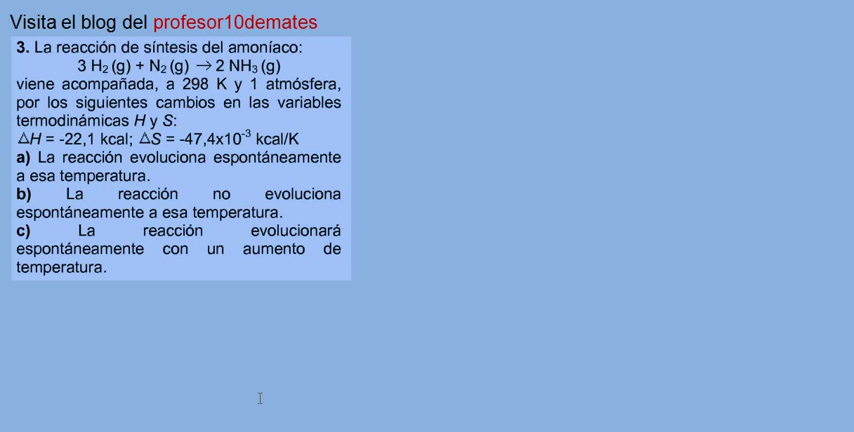 Visita el blog del profesor10demates
3. La reacción de síntesis del amoníaco:
3 H₂ (g) + N₂ (g) → 2 NH₃ (g)
viene acompañada, a 298 K y 1 atmósfera,
por los siguientes cambios en las variables
termodinámicas H y S:
△H = -22,1 kcal; △S = -47,4x10⁻³ kcal/K
a) La reacción evoluciona espontáneamente
a esa temperatura.
b) La reacción no evoluciona
espontáneamente a esa temperatura.
c) La reacción evolucionará
espontáneamente con un aumento de
temperatura.